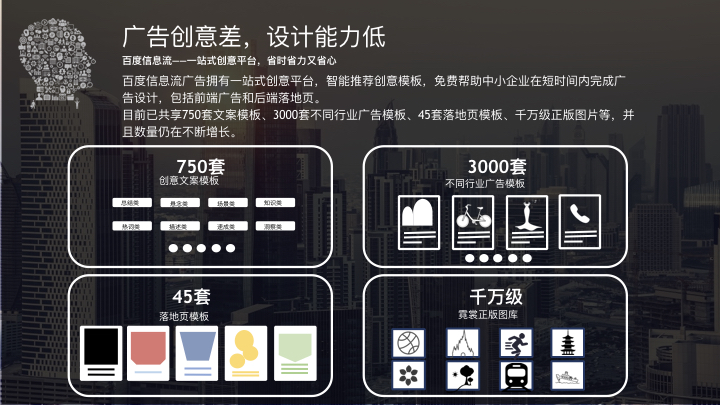 广告创意差，设计能力低
百度信息流——一站式创意平台，省时省力又省心
百度信息流广告拥有一站式创意平台，智能推荐创意模板，免费帮助中小企业在短时间内完成广
告设计，包括前端广告和后端落地页。
目前已共享750套文案模板、3000套不同行业广告模板、45套落地页模板、千万级正版图片等，并
且数量仍在不断增长。
750套
创意文案模板
总结类 悬念类 场景类 知识类
热词类 描述类 速成类 洞察类
3000套
不同行业广告模板
45套
落地页模板
千万级
霓裳正版图库